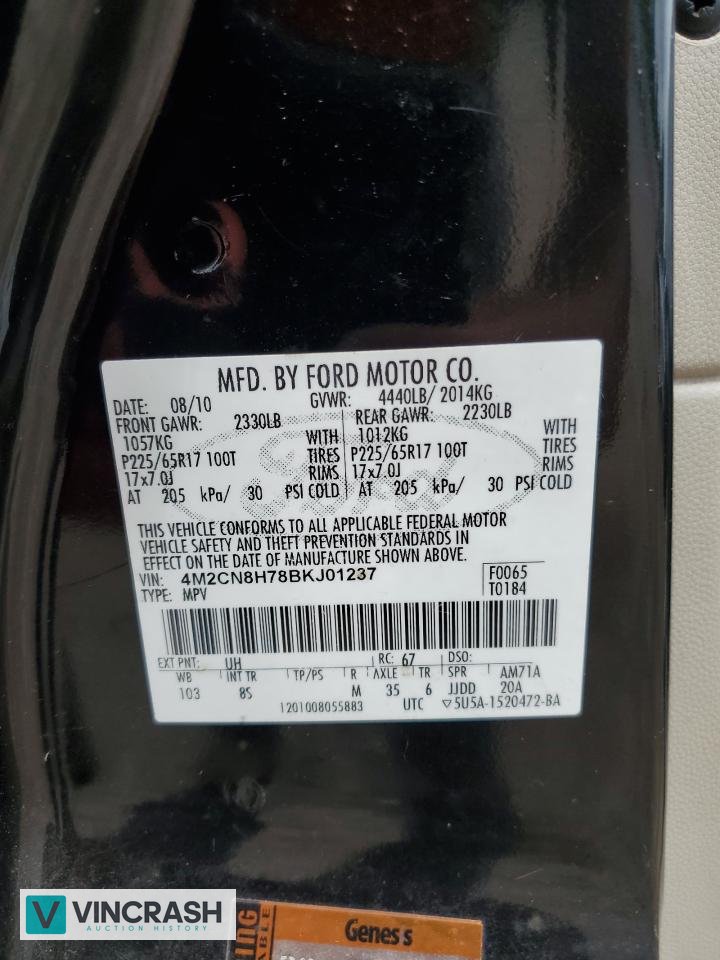 MFD. BY FORD MOTOR CO.
DATE: 08/10 GVWR: 4440LB/ 2014KG
FRONT GAWR: 2330LB REAR GAWR: 2230LB
1057KG WITH 1012KG WITH
P225/65R17 100T TIRES P225/65R17 100T TIRES
17x7.0J RIMS 17x7.0J RIMS
AT 205 kPa/ 30 PSI COLD AT 205 kPa/ 30 PSI COLD
Ford
THIS VEHICLE CONFORMS TO ALL APPLICABLE FEDERAL MOTOR
VEHICLE SAFETY AND THEFT PREVENTION STANDARDS IN
EFFECT ON THE DATE OF MANUFACTURE SHOWN ABOVE.
VIN: 4M2CN8H78BKJ01237 F0065
TYPE: MPV T0184
EXT PNT: UH RC: 67 DSO:
WB INT TR TP/PS R AXLE TR SPR AM71A
103 8S M 35 6 JJDD 20A
1201008055883 UTC ▽5U5A-1520472-BA
VINCRASH
AUCTION HISTORY
Genes s